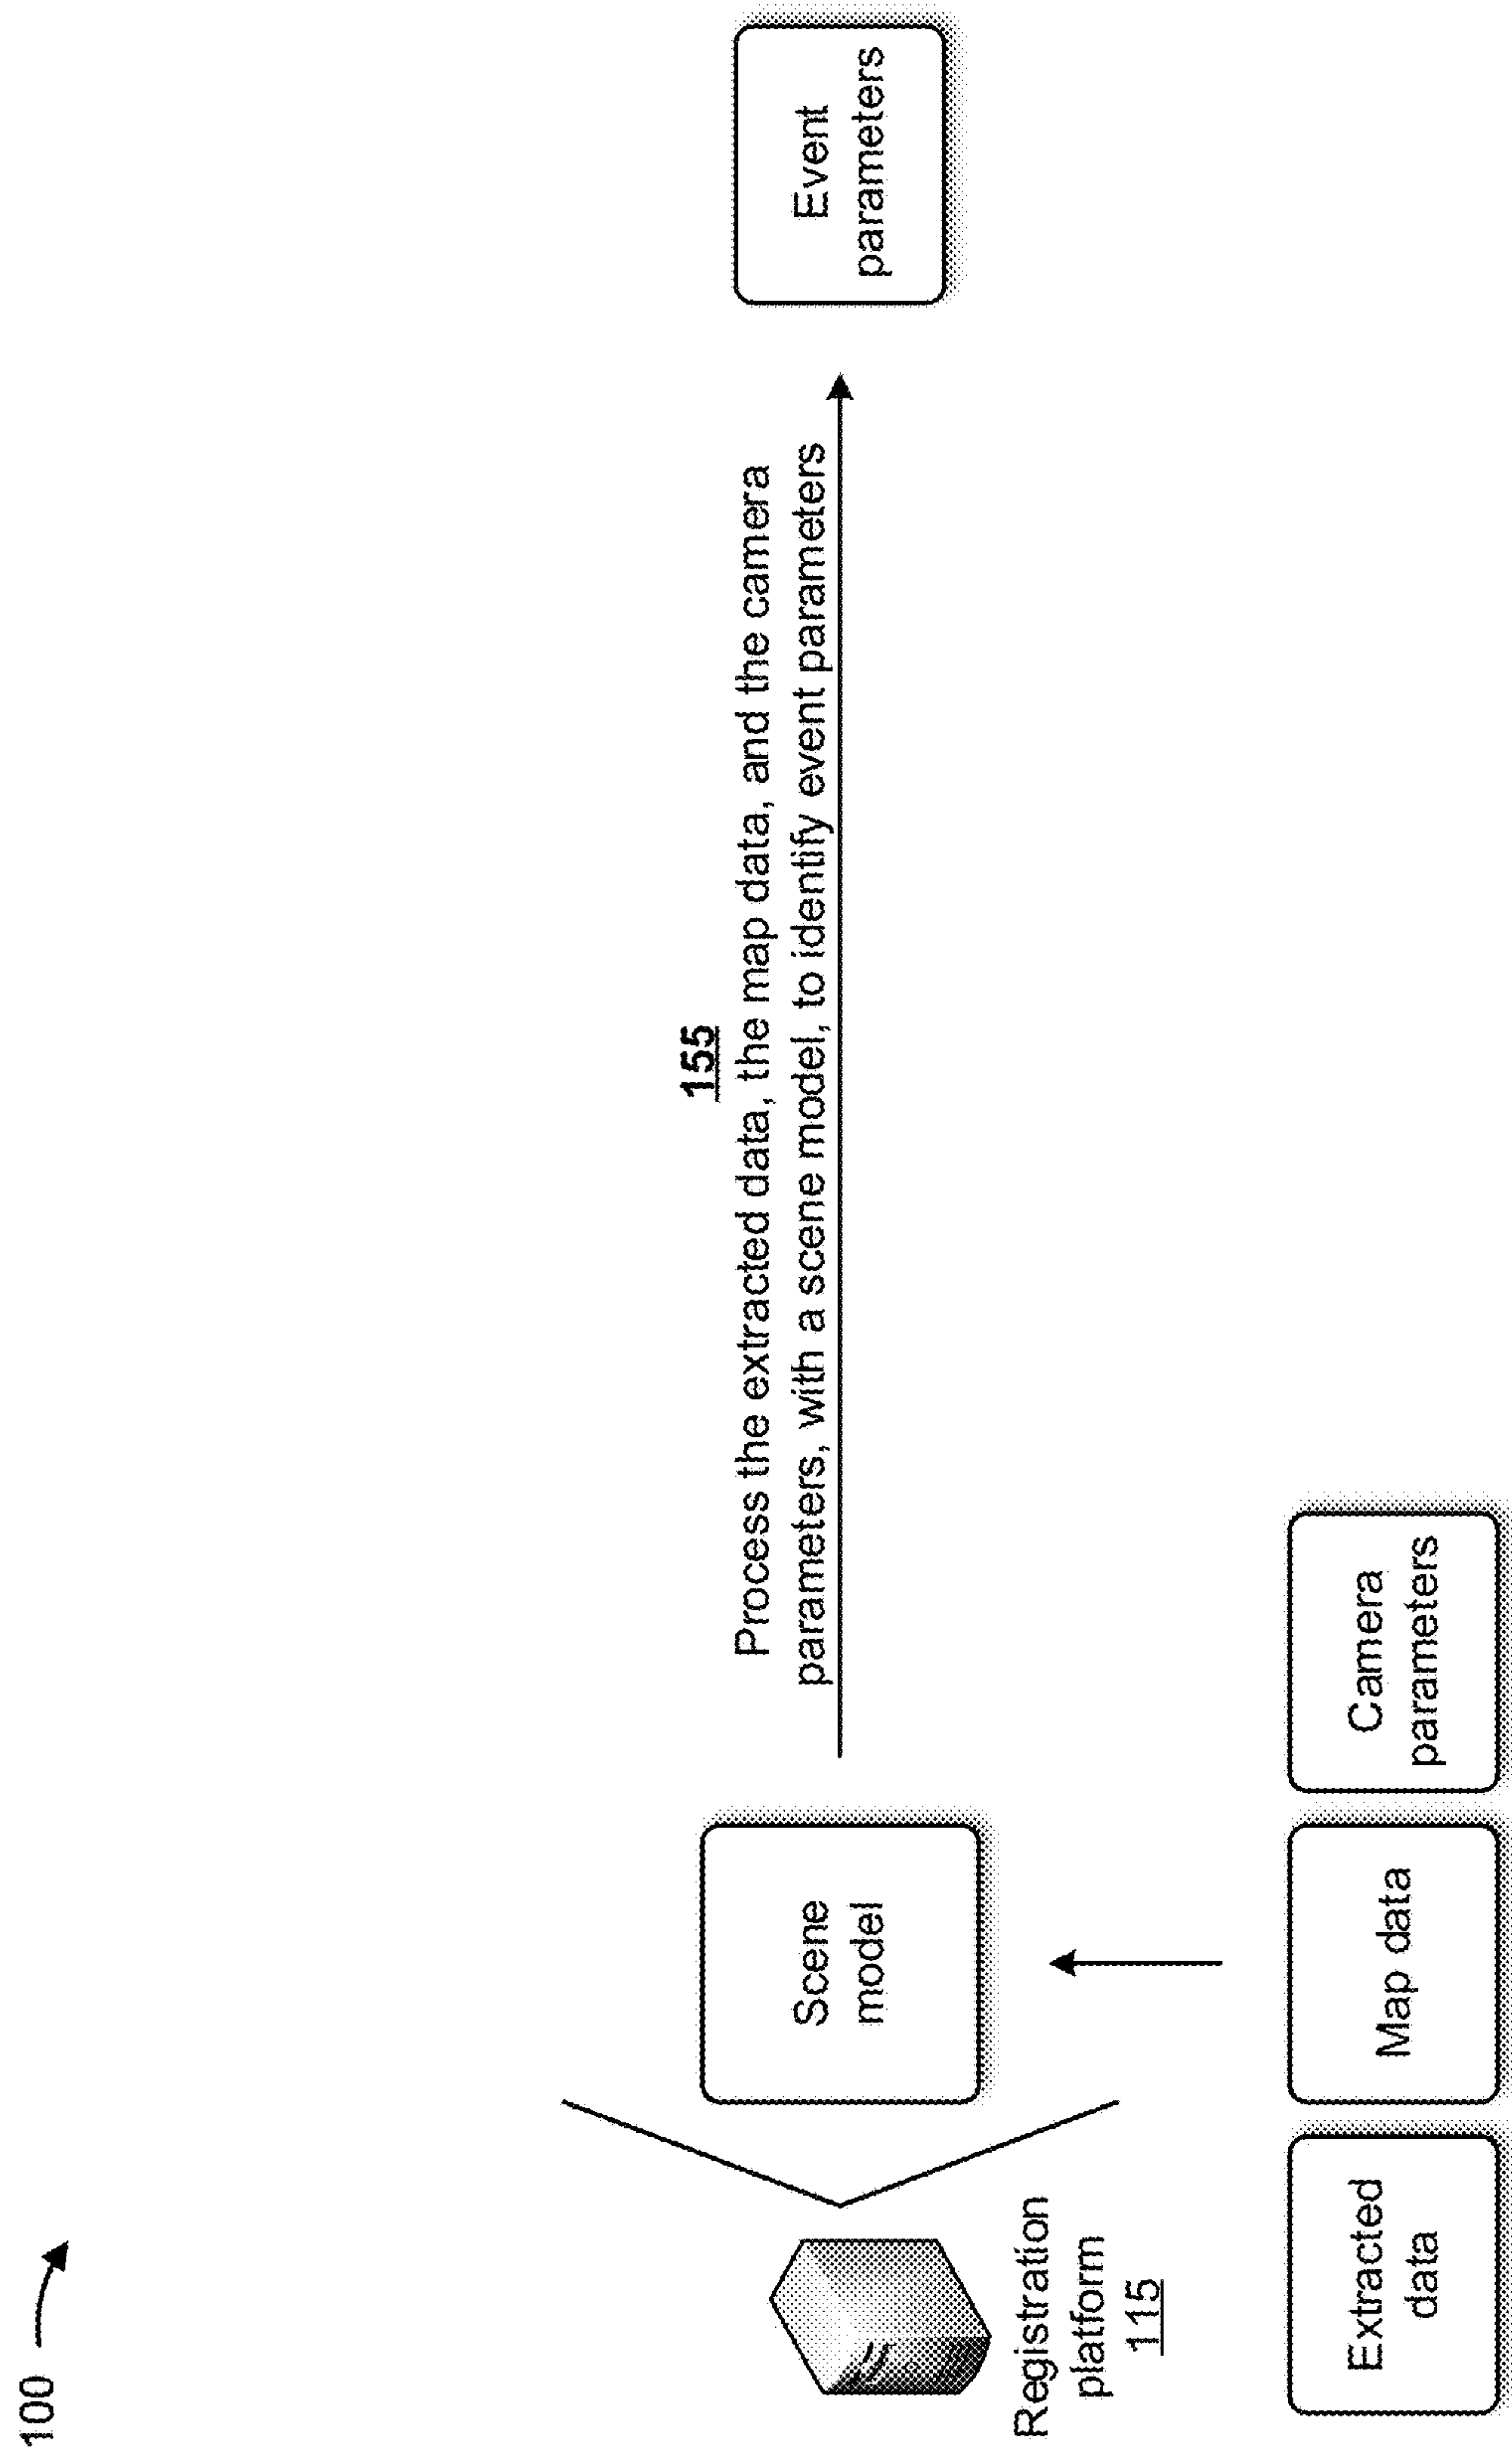 100
155
Process the extracted data, the map data, and the camera
parameters, with a scene model, to identify event parameters
Scene
model
Event
parameters
Registration
platform
115
Extracted
data
Map data
Camera
parameters